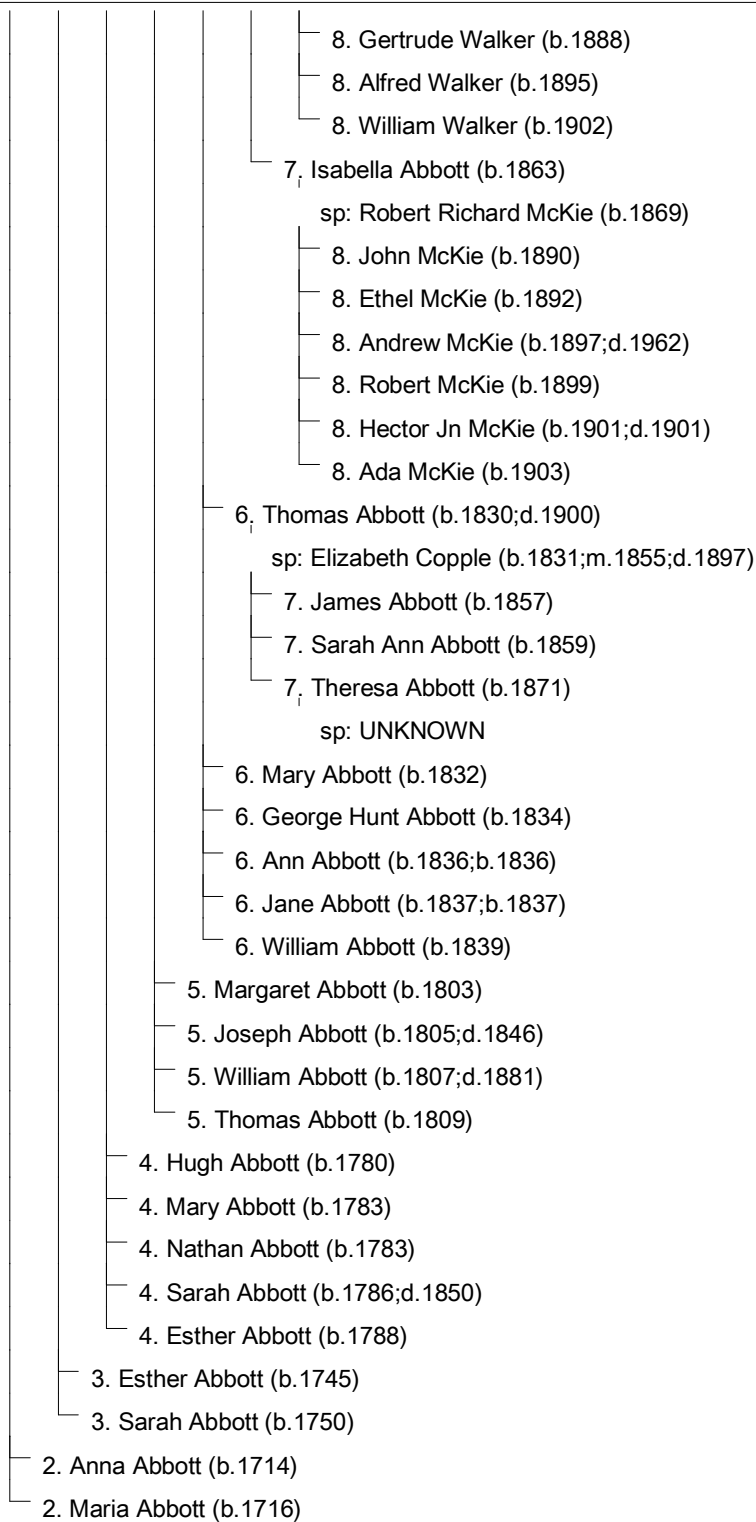 8. Gertrude Walker (b.1888)
8. Alfred Walker (b.1895)
8. William Walker (b.1902)
7. Isabella Abbott (b.1863)
sp: Robert Richard McKie (b.1869)
8. John McKie (b.1890)
8. Ethel McKie (b.1892)
8. Andrew McKie (b.1897;d.1962)
8. Robert McKie (b.1899)
8. Hector Jn McKie (b.1901;d.1901)
8. Ada McKie (b.1903)
6. Thomas Abbott (b.1830;d.1900)
sp: Elizabeth Copple (b.1831;m.1855;d.1897)
7. James Abbott (b.1857)
7. Sarah Ann Abbott (b.1859)
7. Theresa Abbott (b.1871)
sp: UNKNOWN
6. Mary Abbott (b.1832)
6. George Hunt Abbott (b.1834)
6. Ann Abbott (b.1836;b.1836)
6. Jane Abbott (b.1837;b.1837)
6. William Abbott (b.1839)
5. Margaret Abbott (b.1803)
5. Joseph Abbott (b.1805;d.1846)
5. William Abbott (b.1807;d.1881)
5. Thomas Abbott (b.1809)
4. Hugh Abbott (b.1780)
4. Mary Abbott (b.1783)
4. Nathan Abbott (b.1783)
4. Sarah Abbott (b.1786;d.1850)
4. Esther Abbott (b.1788)
3. Esther Abbott (b.1745)
3. Sarah Abbott (b.1750)
2. Anna Abbott (b.1714)
2. Maria Abbott (b.1716)